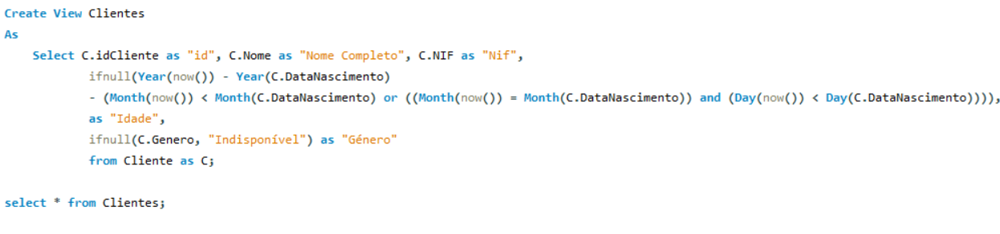 Create View Clientes
As
Select C.idCliente as "id", C.Nome as "Nome Completo", C.NIF as "Nif",
ifnull(Year(now()) - Year(C.DataNascimento)
- (Month(now()) < Month(C.DataNascimento) or ((Month(now()) = Month(C.DataNascimento)) and (Day(now()) < Day(C.DataNascimento)))),
as "Idade",
ifnull(C.Genero, "Indisponível") as "Género"
from Cliente as C;
select * from Clientes;